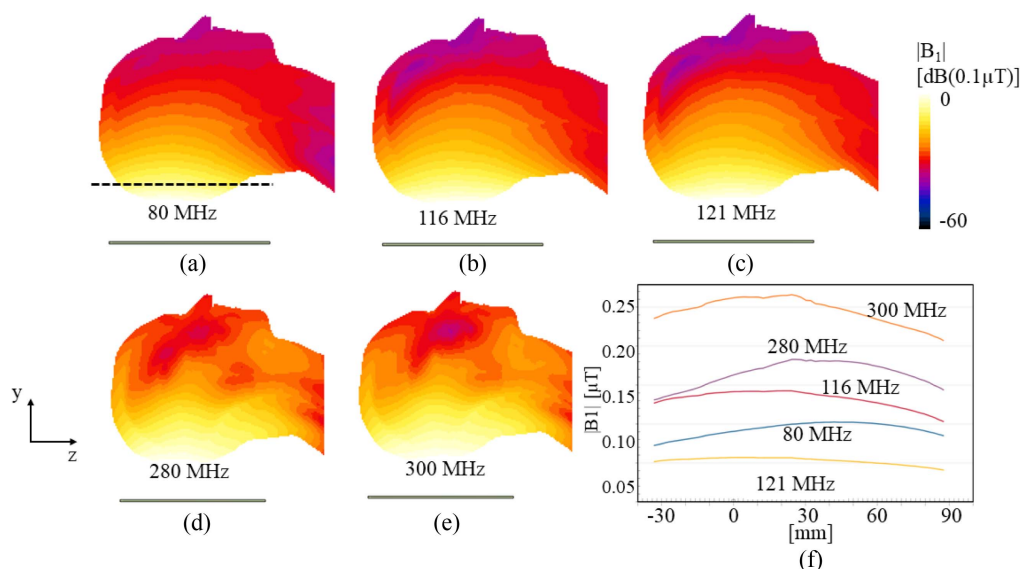 |B₁|
[dB(0.1µT)]
0
-60
80 MHz
116 MHz
121 MHz
(a)
(b)
(c)
y
z
280 MHz
300 MHz
(d)
(e)
|B1| [µT]
0.25
0.20
0.15
0.10
0.05
300 MHz
280 MHz
116 MHz
80 MHz
121 MHz
-30 0 30 60 90
[mm]
(f)